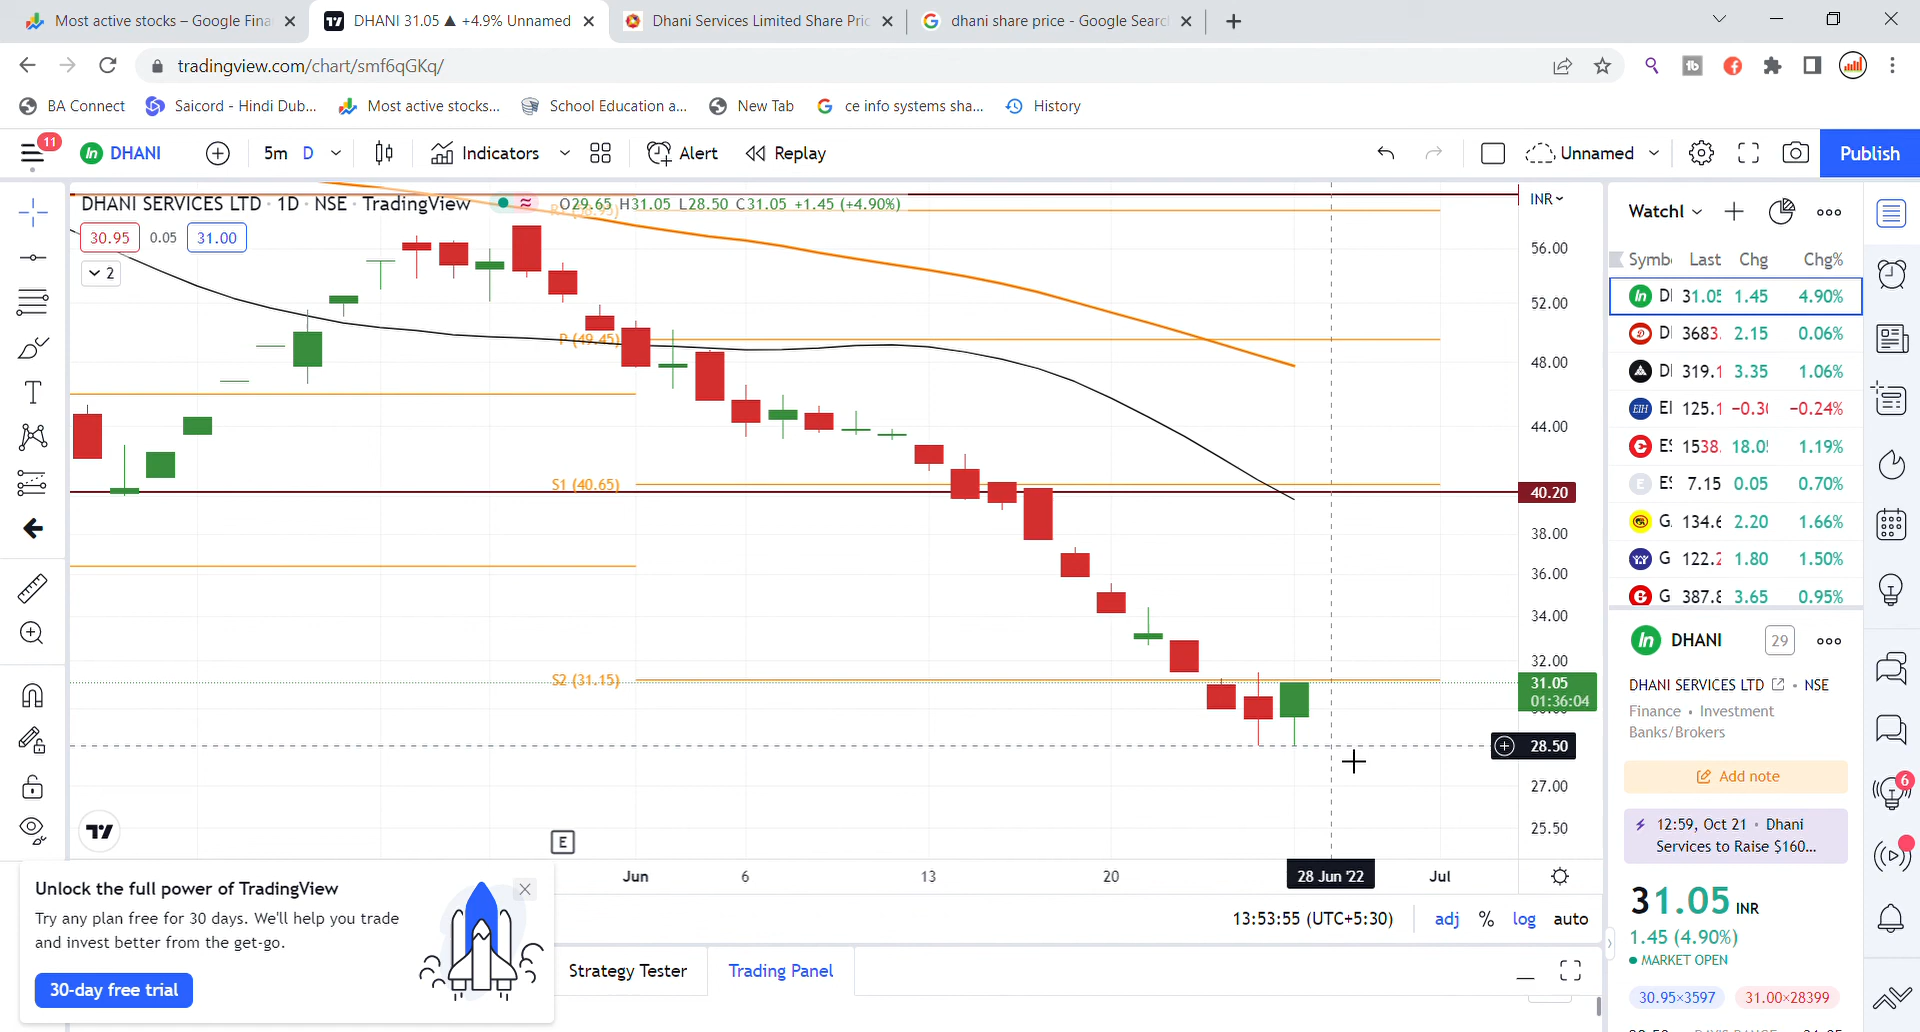 Most active stocks – Google Fina
DHANI 31.05 ▲ +4.9% Unnamed
Dhani Services Limited Share Pric
dhani share price - Google Searc
tradingview.com/chart/smf6qGKq/
BA Connect
Saicord - Hindi Dub...
Most active stocks...
School Education a...
New Tab
ce info systems sha...
History
11
DHANI
5m D
Indicators
Alert
Replay
Unnamed
Publish
DHANI SERVICES LTD · 1D · NSE · TradingView
O29.65 H31.05 L28.50 C31.05 +1.45 (+4.90%)
30.95 0.05 31.00
2
P (49.45)
S1 (40.65)
S2 (31.15)
INR
56.00
52.00
48.00
44.00
40.20
38.00
36.00
34.00
32.00
31.05
01:36:04
28.50
27.00
25.50
E
Jun 6 13 20 28 Jun '22 Jul
13:53:55 (UTC+5:30) adj % log auto
Unlock the full power of TradingView
Try any plan free for 30 days. We'll help you trade
and invest better from the get-go.
30-day free trial
Strategy Tester Trading Panel
Watchl
Symb Last Chg Chg%
D 31.05 1.45 4.90%
D 3683. 2.15 0.06%
D 319.1 3.35 1.06%
EIH EI 125.1 −0.30 −0.24%
ES 1538. 18.05 1.19%
E ES 7.15 0.05 0.70%
G 134.6 2.20 1.66%
G 122.2 1.80 1.50%
G 387.8 3.65 0.95%
DHANI 29
DHANI SERVICES LTD • NSE
Finance • Investment
Banks/Brokers
Add note
12:59, Oct 21 • Dhani
Services to Raise $160...
31.05 INR
1.45 (4.90%)
MARKET OPEN
30.95×3597 31.00×28399
6